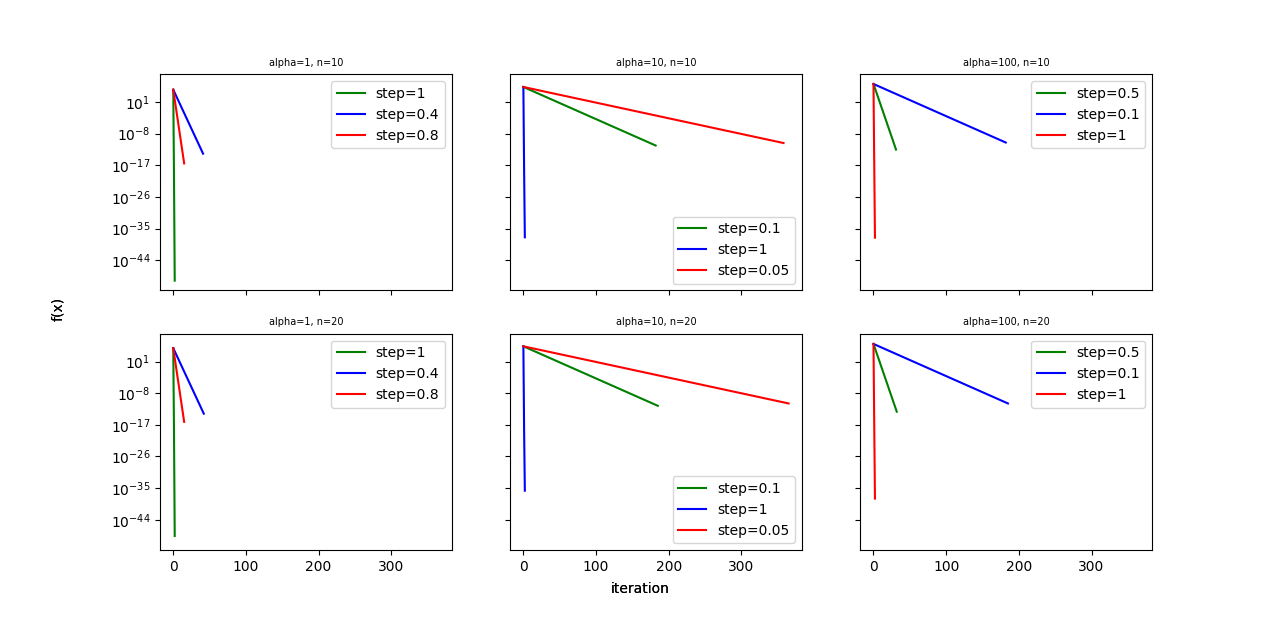 alpha=1, n=10
alpha=10, n=10
alpha=100, n=10
10^1
10^-8
10^-17
10^-26
10^-35
10^-44
step=1
step=0.4
step=0.8
step=0.1
step=1
step=0.05
step=0.5
step=0.1
step=1
f(x)
alpha=1, n=20
alpha=10, n=20
alpha=100, n=20
10^1
10^-8
10^-17
10^-26
10^-35
10^-44
step=1
step=0.4
step=0.8
step=0.1
step=1
step=0.05
step=0.5
step=0.1
step=1
0 100 200 300
0 100 200 300
0 100 200 300
iteration